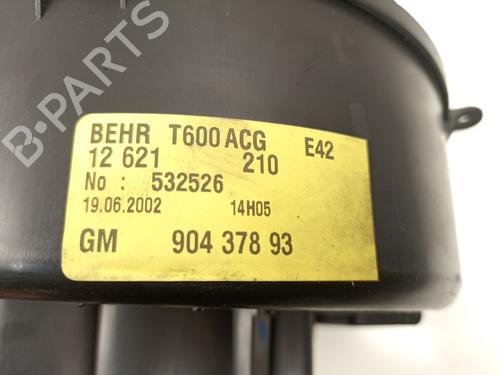 BEHR T600 ACG E42
12 621 210
No : 532526
19.06.2002 14H05
GM 904 378 93
B-PARTS